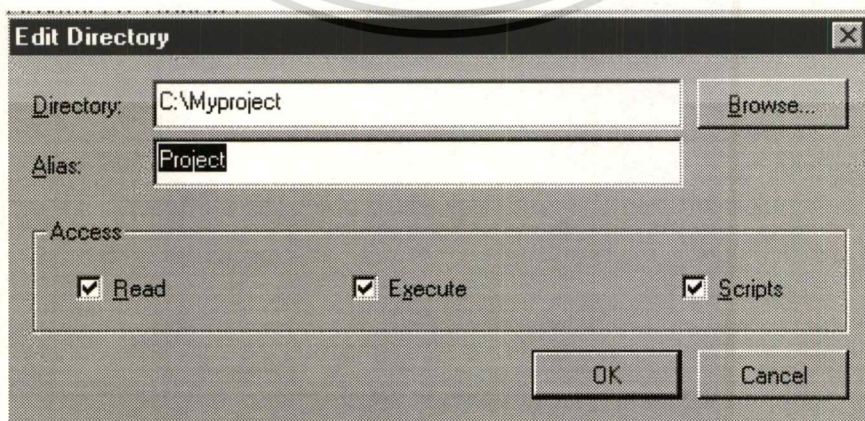 Edit Directory
Directory: C:\Myproject Browse...
Alias: Project
Access
Read Execute Scripts
OK Cancel